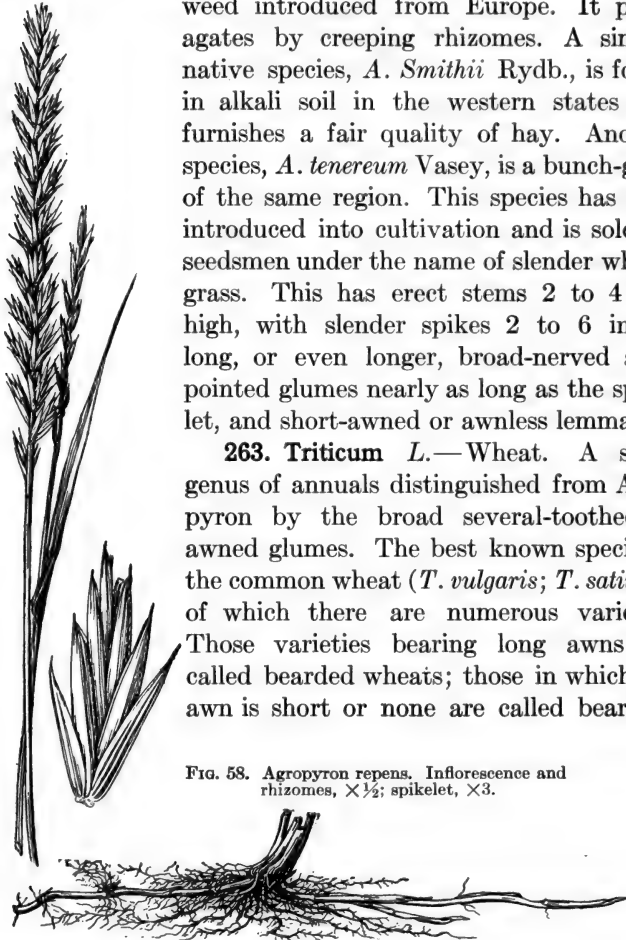 weed introduced from Europe. It p
agates by creeping rhizomes. A sin
native species, A. Smithii Rydb., is fo
in alkali soil in the western states
furnishes a fair quality of hay. Ano
species, A. tenereum Vasey, is a bunch-g
of the same region. This species has
introduced into cultivation and is sol
seedsmen under the name of slender wh
grass. This has erect stems 2 to 4
high, with slender spikes 2 to 6 in
long, or even longer, broad-nerved
pointed glumes nearly as long as the sp
let, and short-awned or awnless lemma
263. Triticum L.—Wheat. A s
genus of annuals distinguished from A
pyron by the broad several-toothe
awned glumes. The best known speci
the common wheat (T. vulgaris; T. sati
of which there are numerous varie
Those varieties bearing long awns
called bearded wheats; those in which
awn is short or none are called bear
FIG. 58. Agropyron repens. Inflorescence and
rhizomes, ×½; spikelet, ×3.